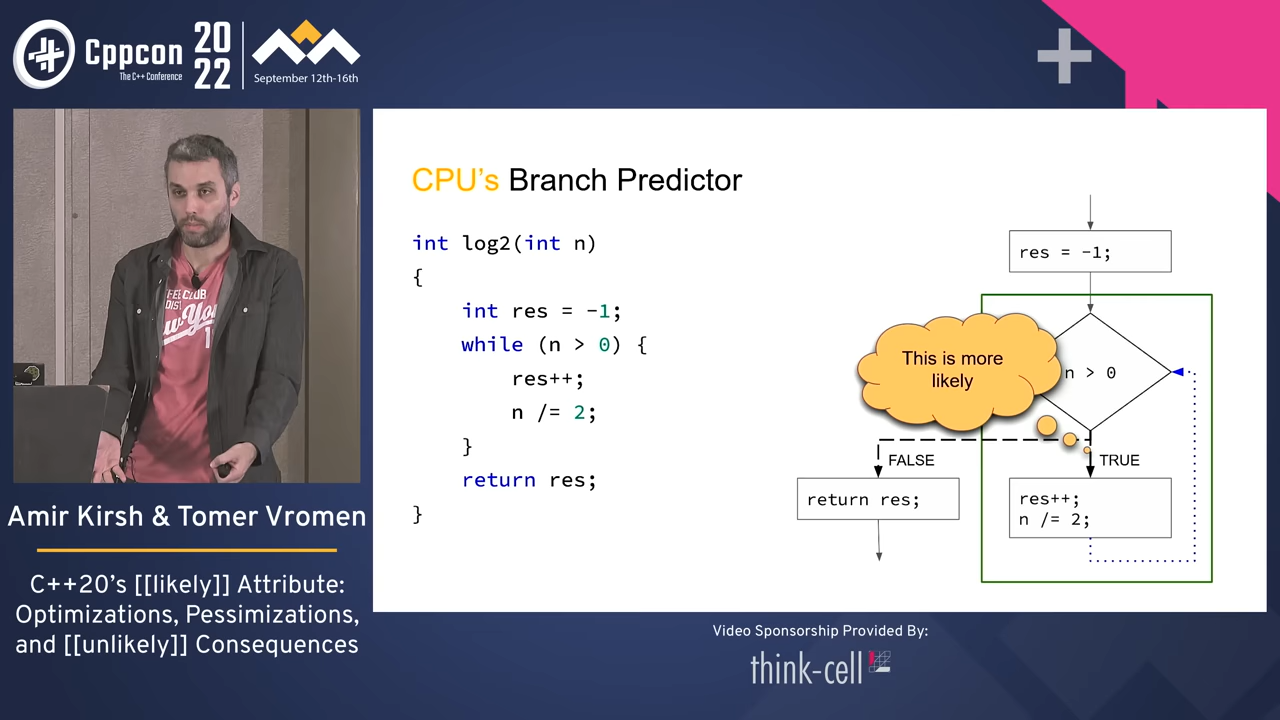 Cppcon
The C++ Conference
20
22
September 12th-16th
CPU's Branch Predictor
int log2(int n)
{
int res = -1;
while (n > 0) {
res++;
n /= 2;
}
return res;
}
res = -1;
This is more
likely
n > 0
FALSE
TRUE
return res;
res++;
n /= 2;
Amir Kirsh & Tomer Vromen
C++20's [[likely]] Attribute:
Optimizations, Pessimizations,
and [[unlikely]] Consequences
Video Sponsorship Provided By:
think-cell